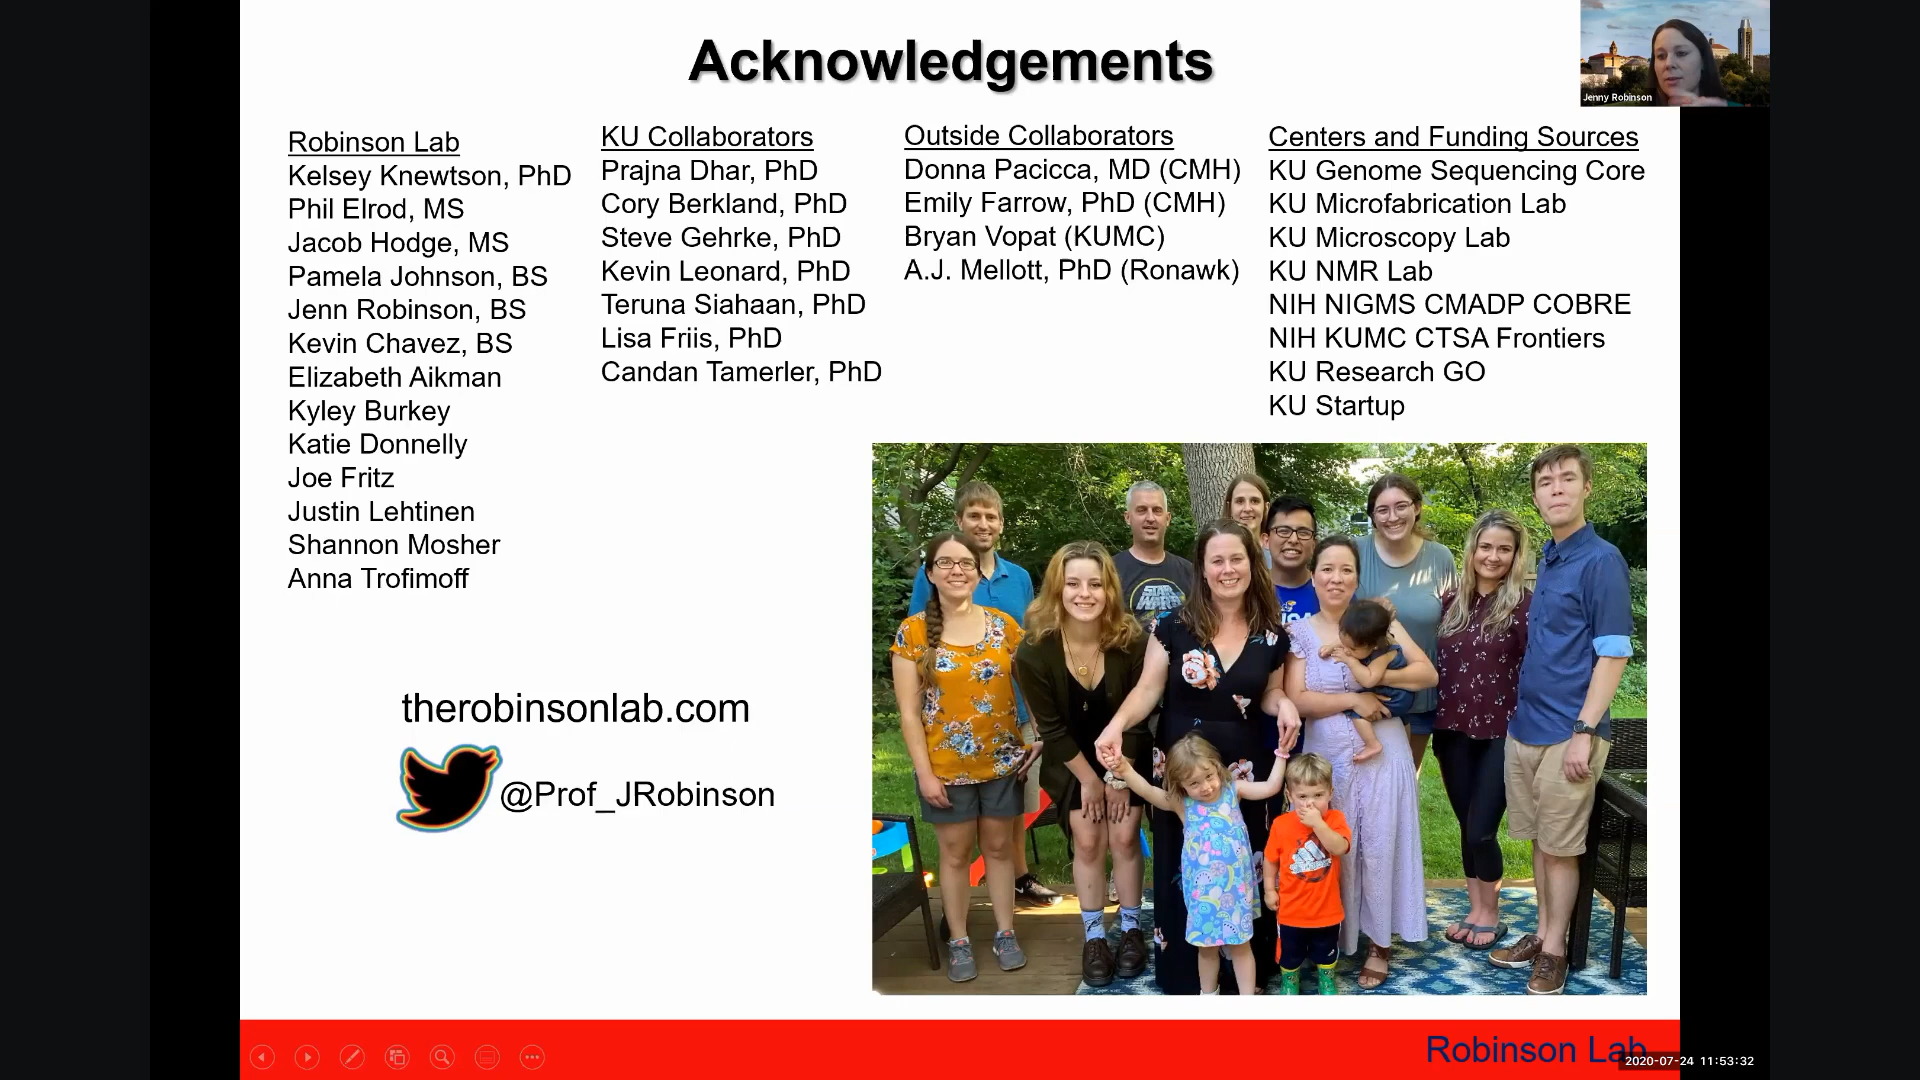 Acknowledgements
Jenny Robinson
Robinson Lab
Kelsey Knewtson, PhD
Phil Elrod, MS
Jacob Hodge, MS
Pamela Johnson, BS
Jenn Robinson, BS
Kevin Chavez, BS
Elizabeth Aikman
Kyley Burkey
Katie Donnelly
Joe Fritz
Justin Lehtinen
Shannon Mosher
Anna Trofimoff
KU Collaborators
Prajna Dhar, PhD
Cory Berkland, PhD
Steve Gehrke, PhD
Kevin Leonard, PhD
Teruna Siahaan, PhD
Lisa Friis, PhD
Candan Tamerler, PhD
Outside Collaborators
Donna Pacicca, MD (CMH)
Emily Farrow, PhD (CMH)
Bryan Vopat (KUMC)
A.J. Mellott, PhD (Ronawk)
Centers and Funding Sources
KU Genome Sequencing Core
KU Microfabrication Lab
KU Microscopy Lab
KU NMR Lab
NIH NIGMS CMADP COBRE
NIH KUMC CTSA Frontiers
KU Research GO
KU Startup
STAR
WARS
therobinsonlab.com
@Prof_JRobinson
Robinson Lab
2020-07-24 11:53:32